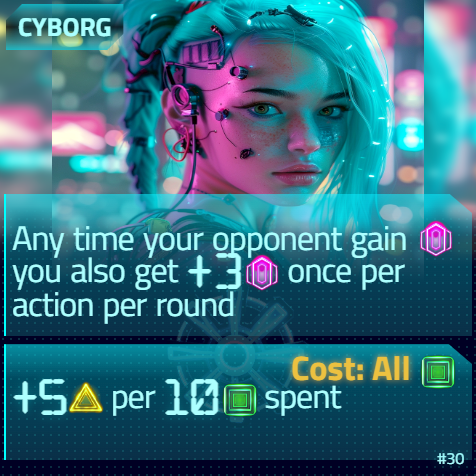 CYBORG
Any time your opponent gain
you also get +3 once per
action per round
Cost: All
+5 per 10 spent
#30